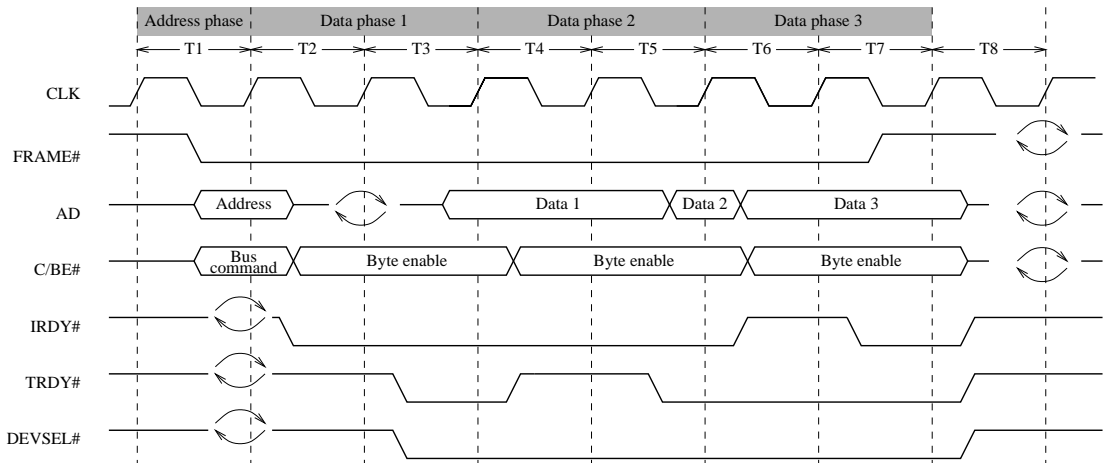 Address phase Data phase 1 Data phase 2 Data phase 3
T1 T2 T3 T4 T5 T6 T7 T8
CLK
FRAME#
AD Address Data 1 Data 2 Data 3
C/BE# Bus command Byte enable Byte enable Byte enable
IRDY#
TRDY#
DEVSEL#